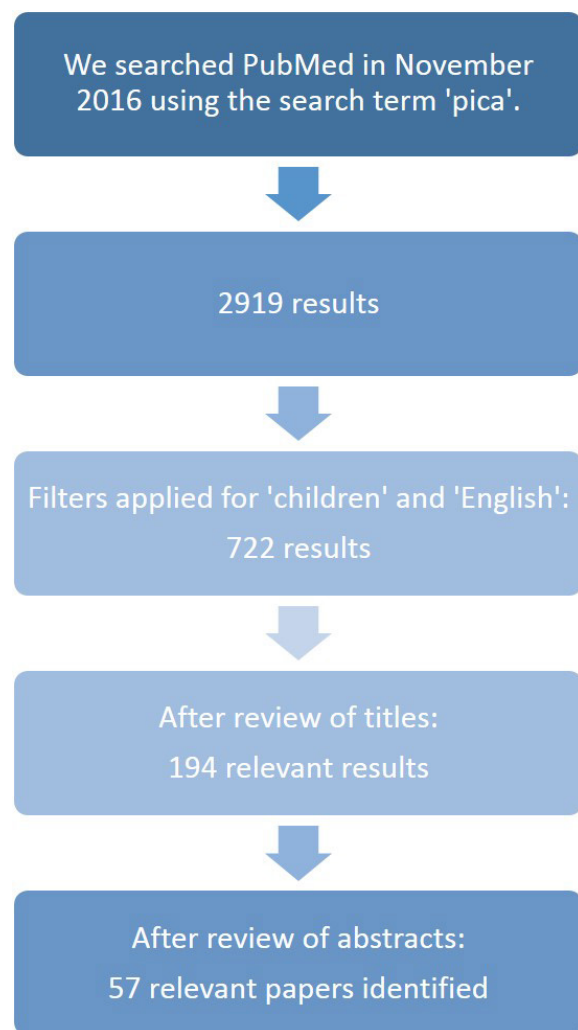 We searched PubMed in November
2016 using the search term 'pica'.
2919 results
Filters applied for 'children' and 'English':
722 results
After review of titles:
194 relevant results
After review of abstracts:
57 relevant papers identified